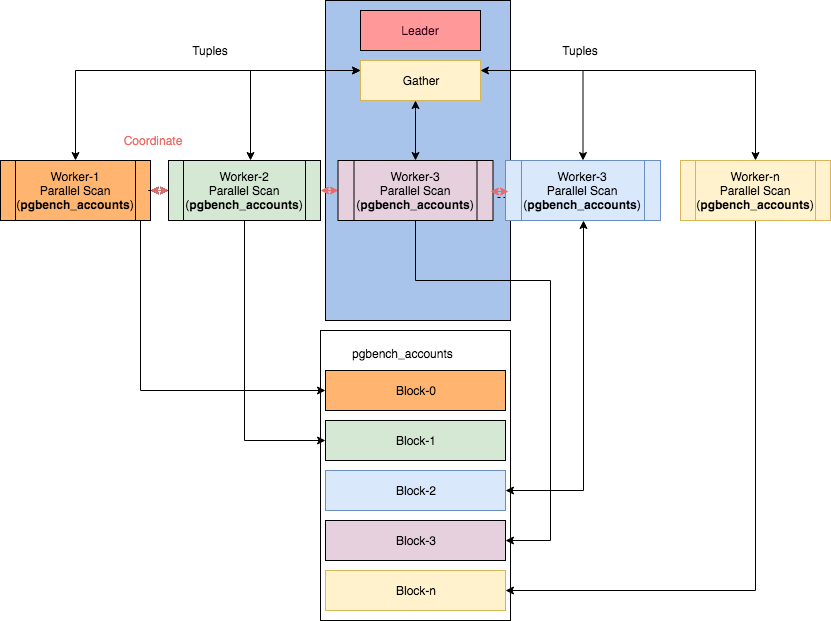 Leader
Tuples
Tuples
Gather
Coordinate
Worker-1
Parallel Scan
(pgbench_accounts)
Worker-2
Parallel Scan
(pgbench_accounts)
Worker-3
Parallel Scan
(pgbench_accounts)
Worker-3
Parallel Scan
(pgbench_accounts)
Worker-n
Parallel Scan
(pgbench_accounts)
pgbench_accounts
Block-0
Block-1
Block-2
Block-3
Block-n